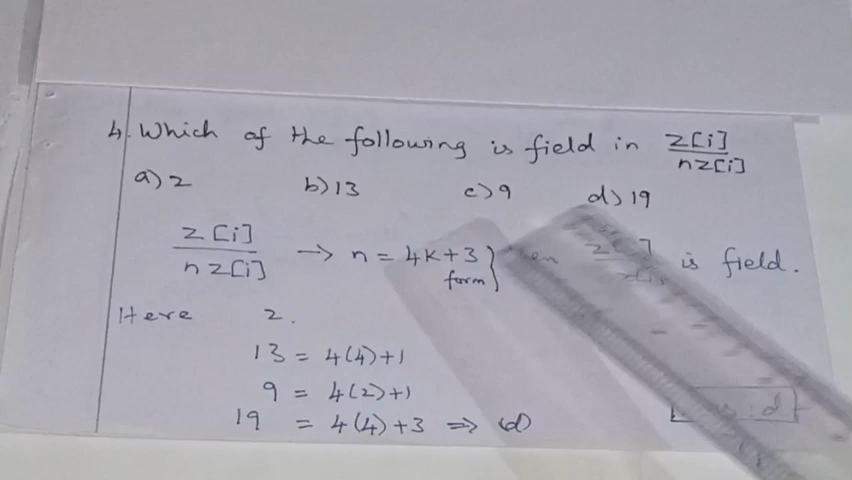 4. Which of the following is field in Z[i]/nZ[i]
a) 2 b) 13 c) 9 d) 19
Z[i]/nZ[i] → n = 4k+3 form} is field.
Here 2.
13 = 4(4)+1
9 = 4(2)+1
19 = 4(4)+3 ⇒ (d)
d